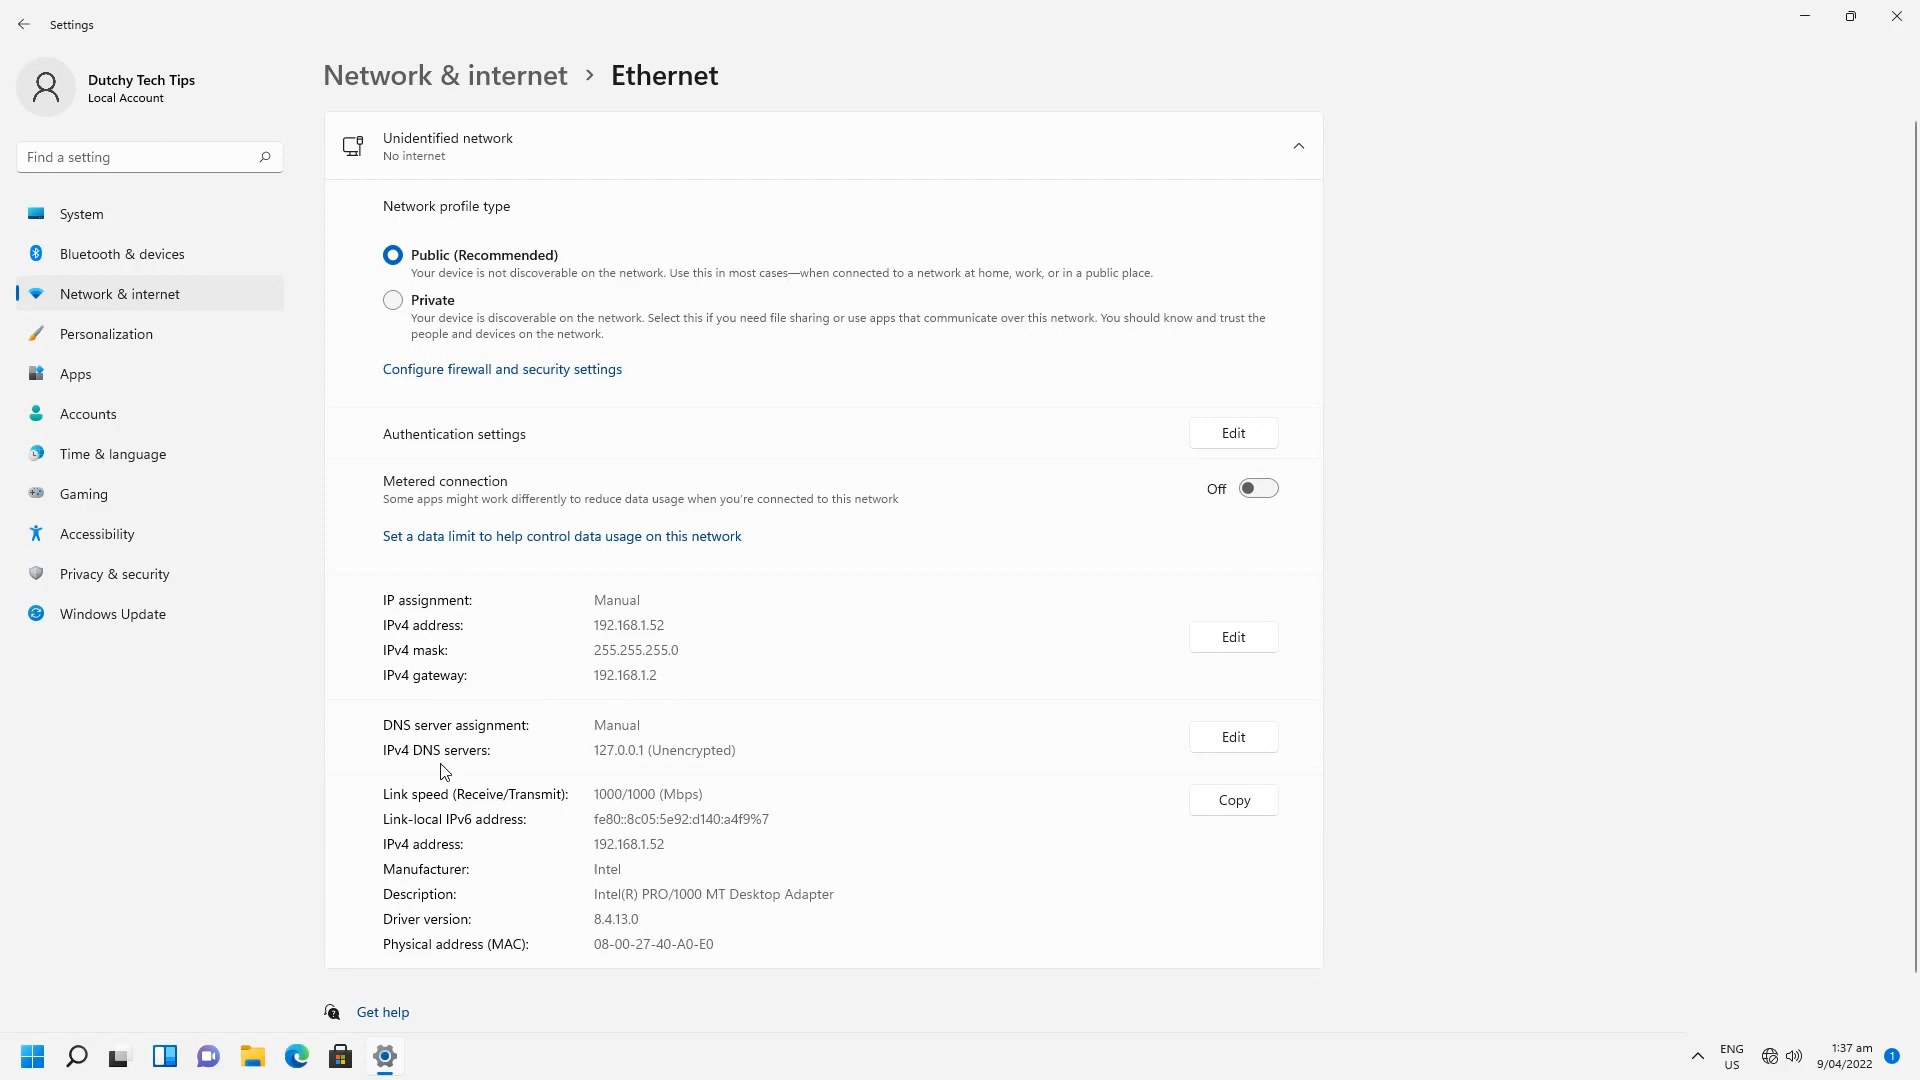 Settings
Dutchy Tech Tips
Local Account
Find a setting
System
Bluetooth & devices
Network & internet
Personalization
Apps
Accounts
Time & language
Gaming
Accessibility
Privacy & security
Windows Update
Network & internet > Ethernet
Unidentified network
No internet
Network profile type
Public (Recommended)
Your device is not discoverable on the network. Use this in most cases—when connected to a network at home, work, or in a public place.
Private
Your device is discoverable on the network. Select this if you need file sharing or use apps that communicate over this network. You should know and trust the
people and devices on the network.
Configure firewall and security settings
Authentication settings
Edit
Metered connection
Some apps might work differently to reduce data usage when you're connected to this network
Off
Set a data limit to help control data usage on this network
IP assignment: Manual
IPv4 address: 192.168.1.52
IPv4 mask: 255.255.255.0
IPv4 gateway: 192.168.1.2
Edit
DNS server assignment: Manual
IPv4 DNS servers: 127.0.0.1 (Unencrypted)
Edit
Link speed (Receive/Transmit): 1000/1000 (Mbps)
Link-local IPv6 address: fe80::8c05:5e92:d140:a4f9%7
IPv4 address: 192.168.1.52
Manufacturer: Intel
Description: Intel(R) PRO/1000 MT Desktop Adapter
Driver version: 8.4.13.0
Physical address (MAC): 08-00-27-40-A0-E0
Copy
Get help
ENG
US
1:37 am
9/04/2022
1